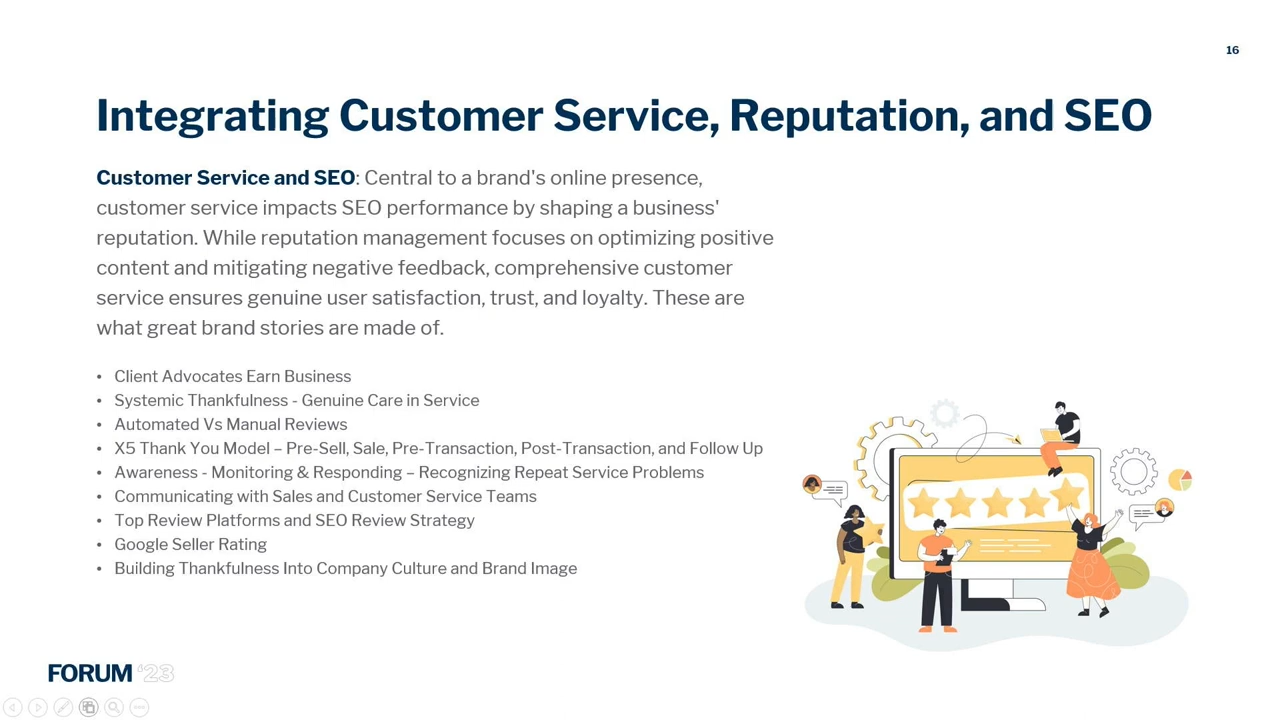 16
Integrating Customer Service, Reputation, and SEO
Customer Service and SEO: Central to a brand's online presence,
customer service impacts SEO performance by shaping a business'
reputation. While reputation management focuses on optimizing positive
content and mitigating negative feedback, comprehensive customer
service ensures genuine user satisfaction, trust, and loyalty. These are
what great brand stories are made of.
• Client Advocates Earn Business
• Systemic Thankfulness - Genuine Care in Service
• Automated Vs Manual Reviews
• X5 Thank You Model – Pre-Sell, Sale, Pre-Transaction, Post-Transaction, and Follow Up
• Awareness - Monitoring & Responding – Recognizing Repeat Service Problems
• Communicating with Sales and Customer Service Teams
• Top Review Platforms and SEO Review Strategy
• Google Seller Rating
• Building Thankfulness Into Company Culture and Brand Image
FORUM ‘23